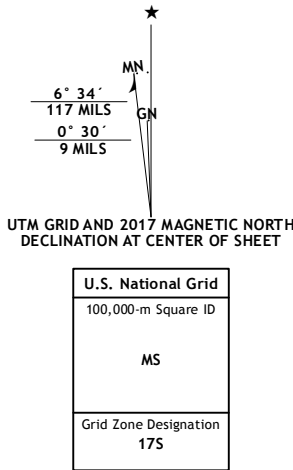 ★
MN
6° 34´
117 MILS
GN
0° 30´
9 MILS
UTM GRID AND 2017 MAGNETIC NORTH
DECLINATION AT CENTER OF SHEET
U.S. National Grid
100,000-m Square ID
MS
Grid Zone Designation
17S